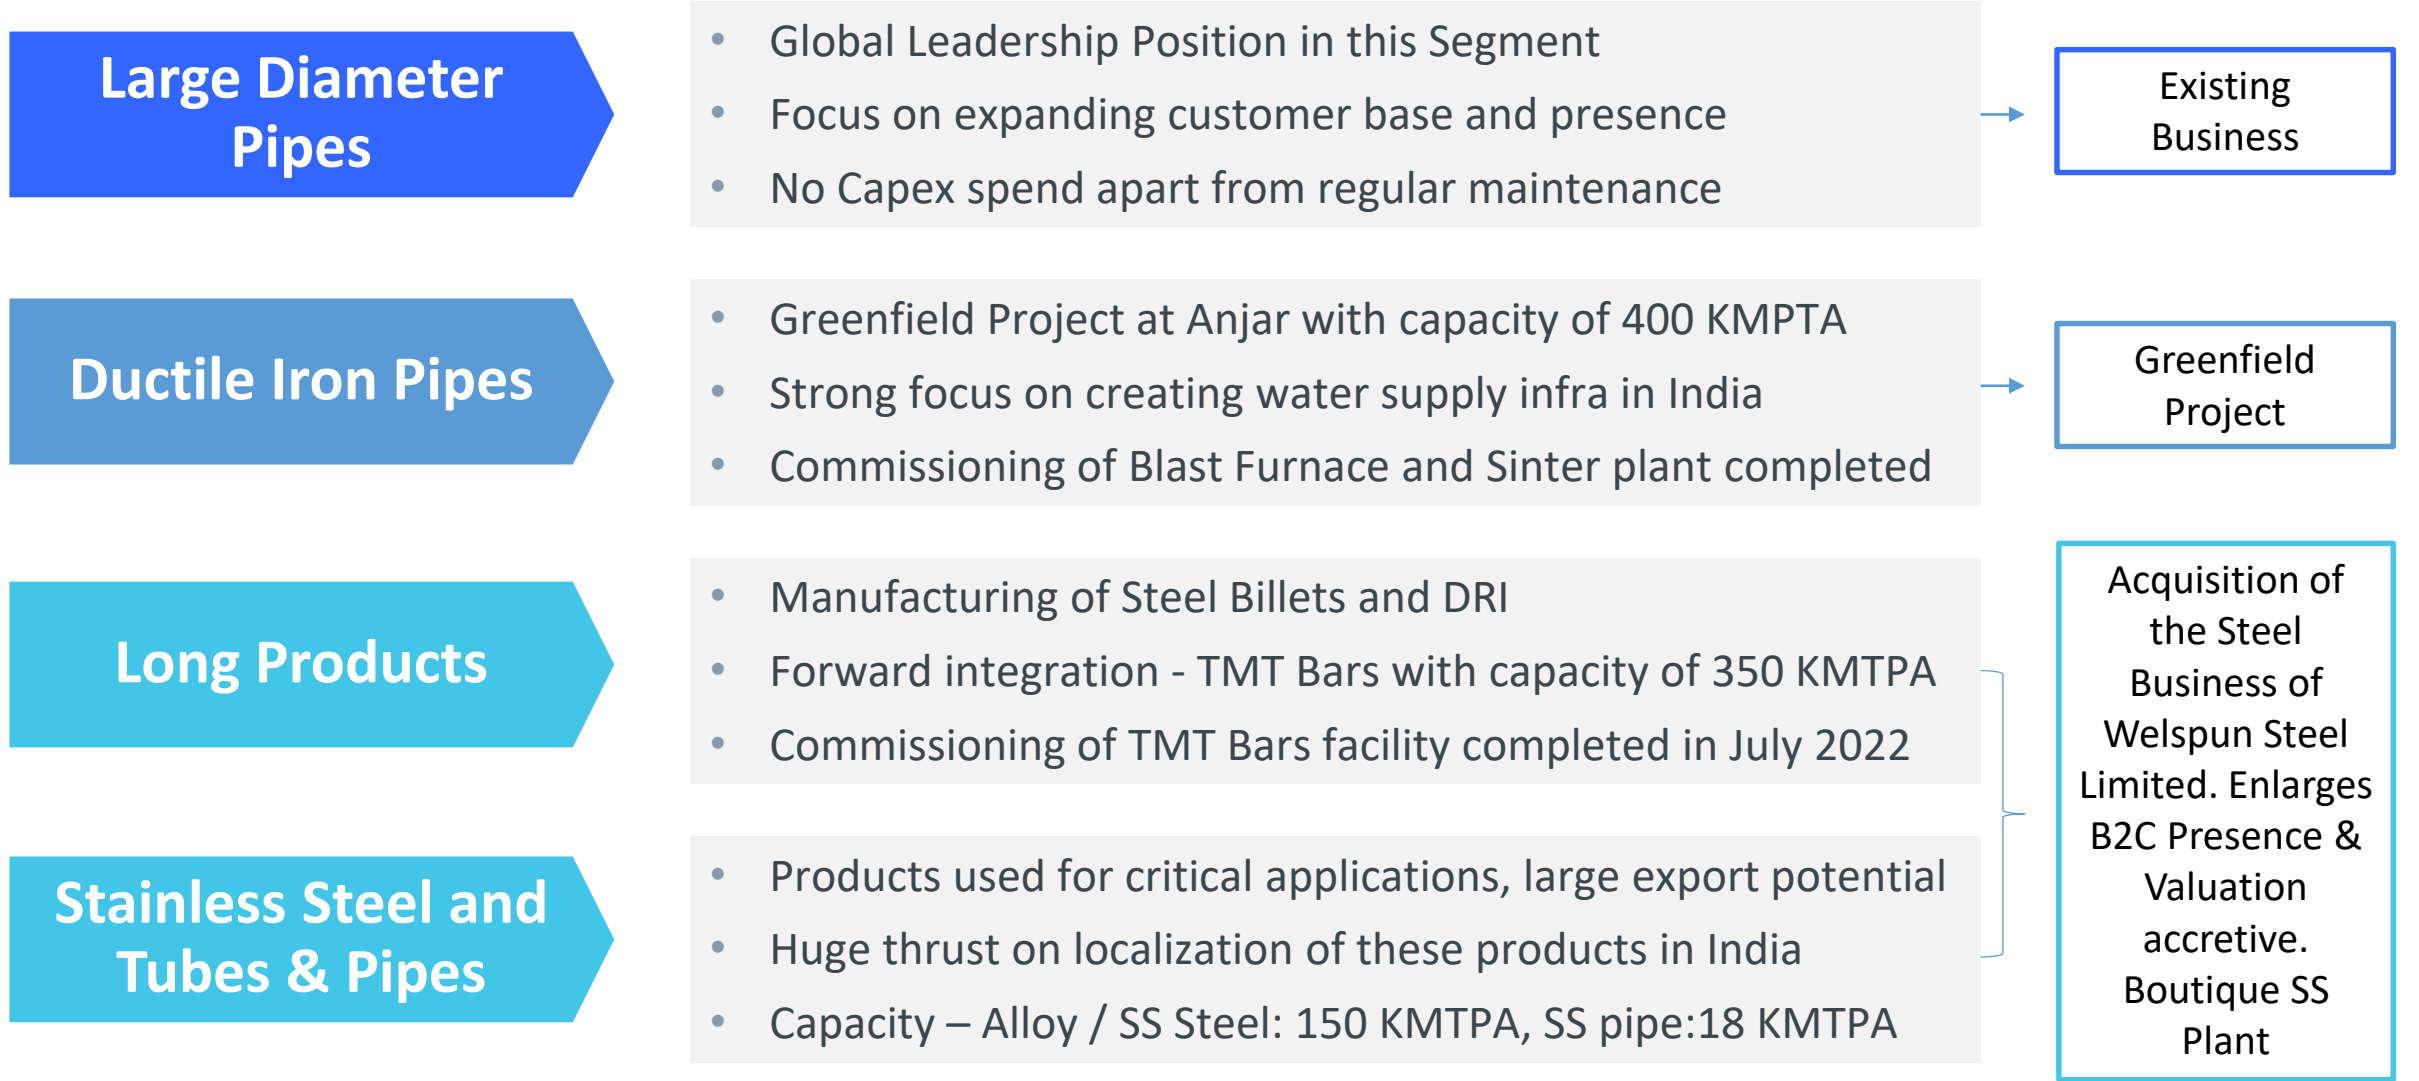 Large Diameter
Pipes
• Global Leadership Position in this Segment
• Focus on expanding customer base and presence
• No Capex spend apart from regular maintenance
Existing
Business
Ductile Iron Pipes
• Greenfield Project at Anjar with capacity of 400 KMPTA
• Strong focus on creating water supply infra in India
• Commissioning of Blast Furnace and Sinter plant completed
Greenfield
Project
Long Products
• Manufacturing of Steel Billets and DRI
• Forward integration - TMT Bars with capacity of 350 KMTPA
• Commissioning of TMT Bars facility completed in July 2022
Stainless Steel and
Tubes & Pipes
• Products used for critical applications, large export potential
• Huge thrust on localization of these products in India
• Capacity – Alloy / SS Steel: 150 KMTPA, SS pipe:18 KMTPA
Acquisition of
the Steel
Business of
Welspun Steel
Limited. Enlarges
B2C Presence &
Valuation
accretive.
Boutique SS
Plant